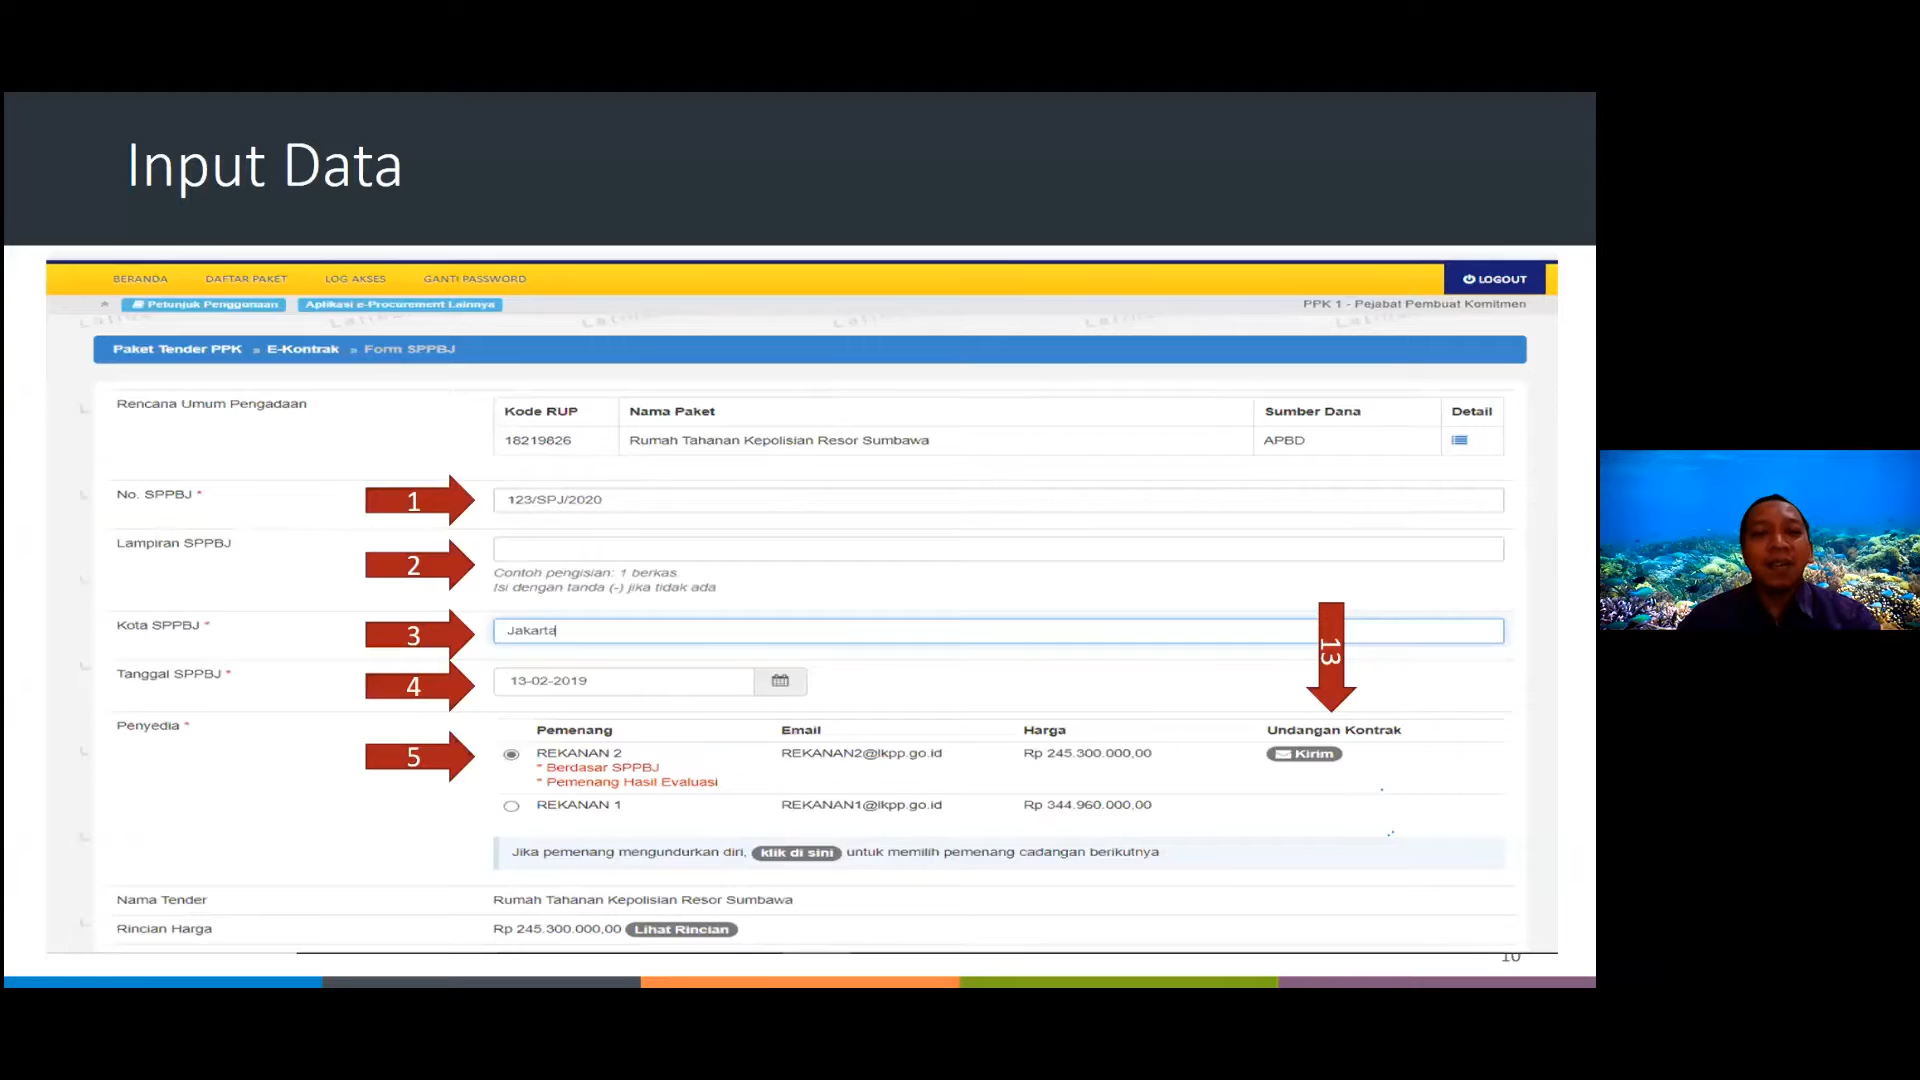 Input Data
BERANDA DAFTAR PAKET LOG AKSES GANTI PASSWORD LOGOUT
Petunjuk Penggunaan Aplikasi e-Procurement Lainnya PPK 1 - Pejabat Pembuat Komitmen
Paket Tender PPK » E-Kontrak » Form SPPBJ
Rencana Umum Pengadaan
Kode RUP Nama Paket Sumber Dana Detail
18219826 Rumah Tahanan Kepolisian Resor Sumbawa APBD
No. SPPBJ * 1 123/SPJ/2020
Lampiran SPPBJ 2
Contoh pengisian: 1 berkas.
Isi dengan tanda (-) jika tidak ada
Kota SPPBJ * 3 Jakarta
13
Tanggal SPPBJ * 4 13-02-2019
Penyedia * 5
Pemenang Email Harga Undangan Kontrak
REKANAN 2 REKANAN2@lkpp.go.id Rp 245.300.000,00 Kirim
* Berdasar SPPBJ
* Pemenang Hasil Evaluasi
REKANAN 1 REKANAN1@lkpp.go.id Rp 344.960.000,00
Jika pemenang mengundurkan diri, klik di sini untuk memilih pemenang cadangan berikutnya
Nama Tender Rumah Tahanan Kepolisian Resor Sumbawa
Rincian Harga Rp 245.300.000,00 Lihat Rincian
10